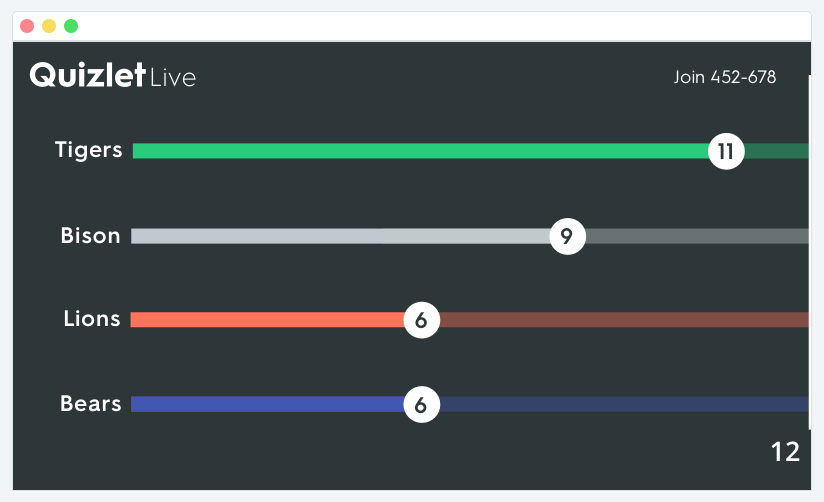 Quizlet Live
Join 452-678
Tigers 11
Bison 9
Lions 6
Bears 6
12